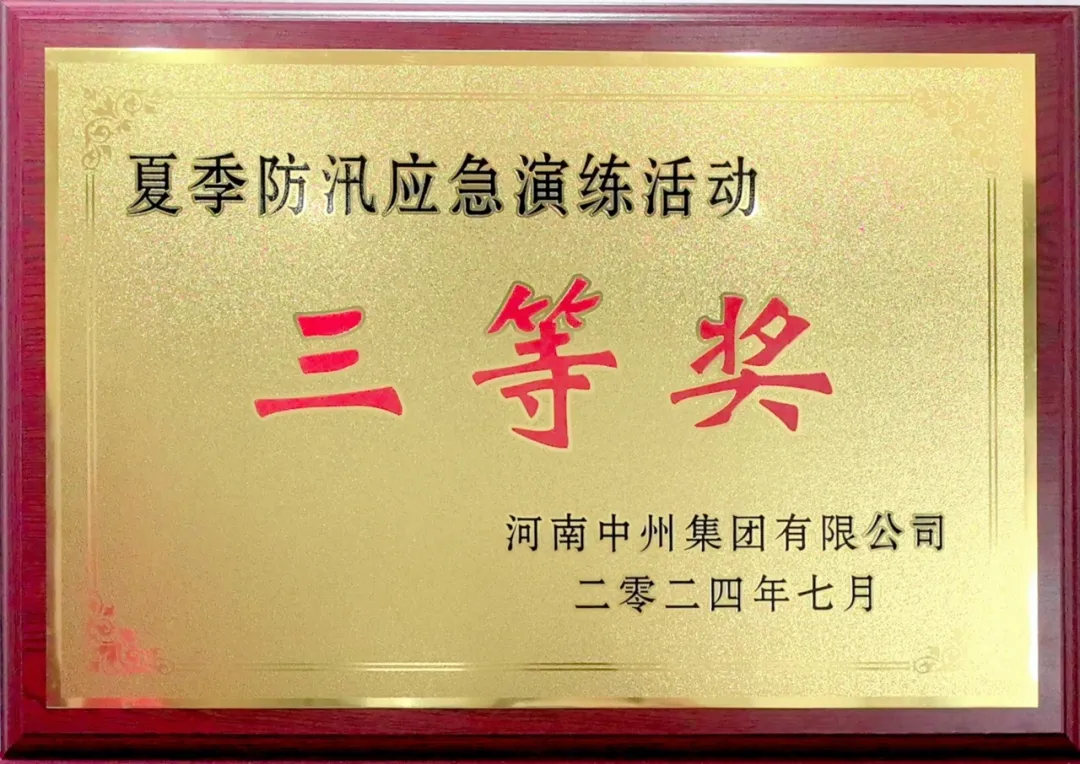 夏季防汛应急演练活动
三等奖
河南中州集团有限公司
二零二四年七月